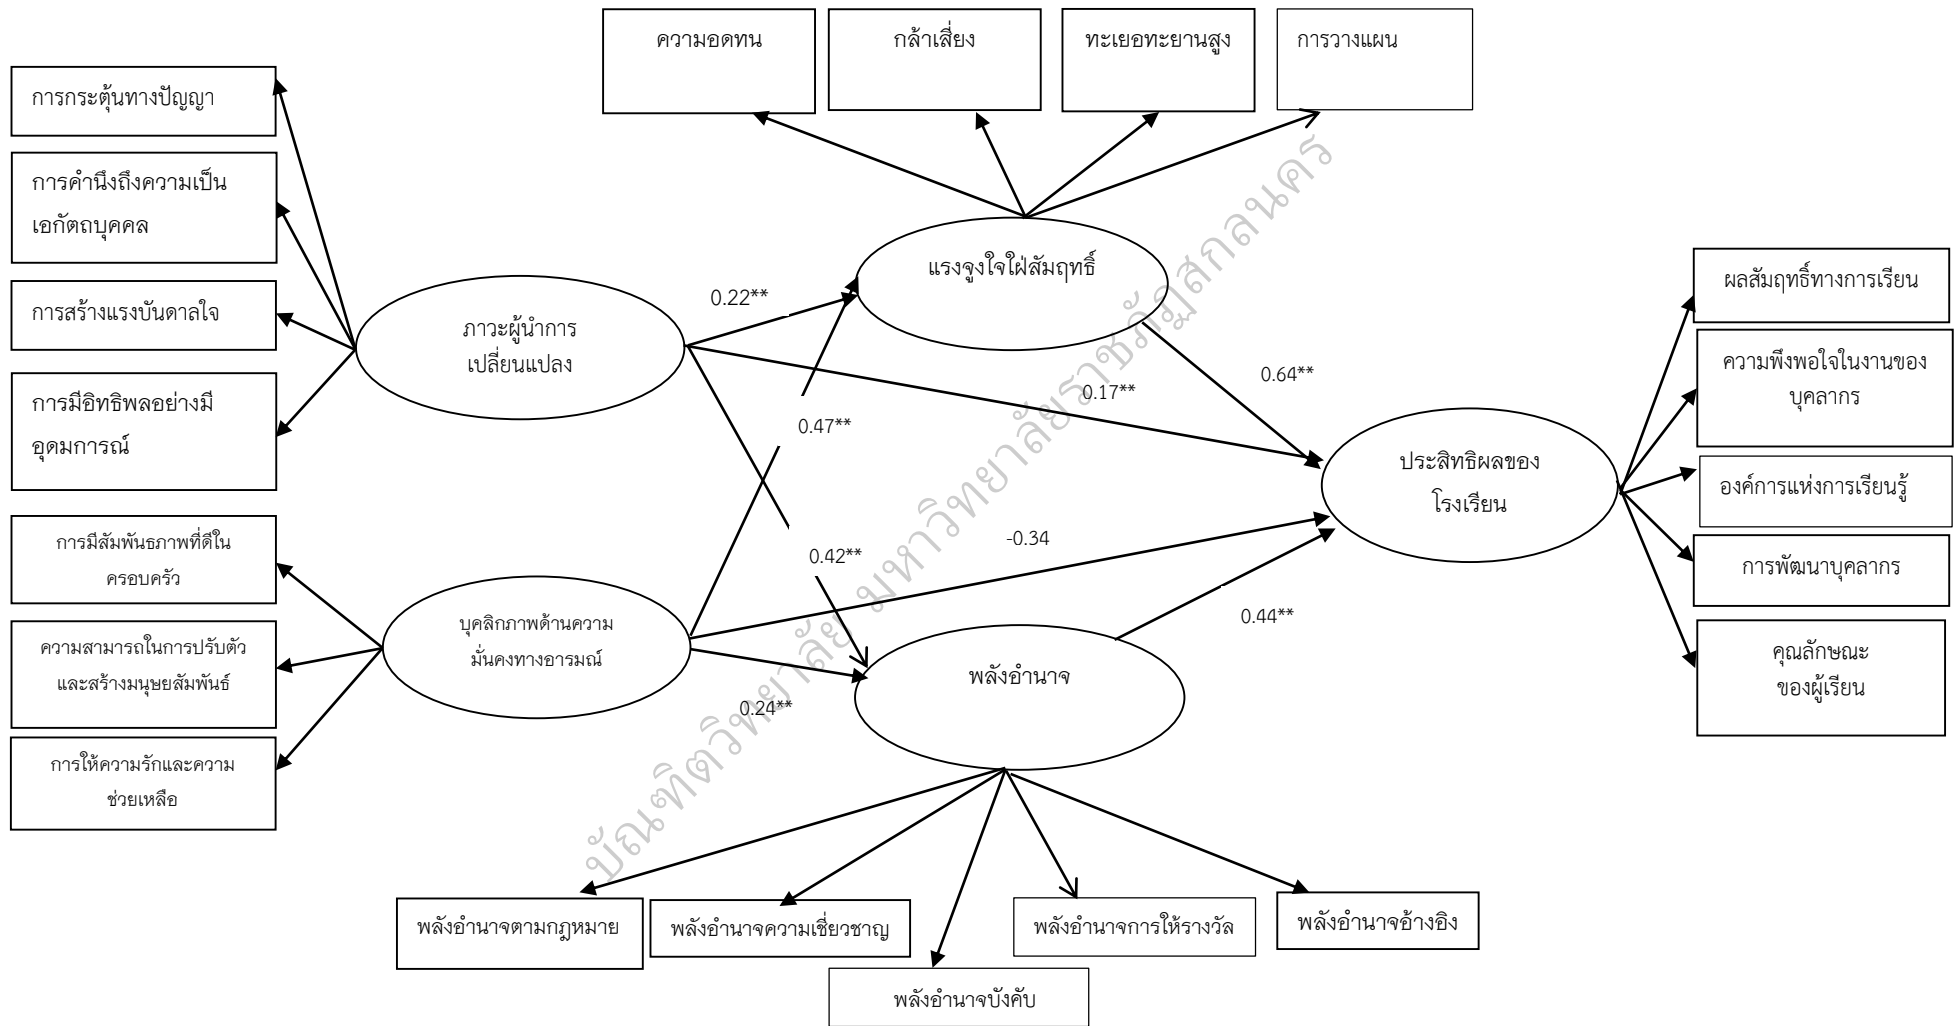 ความอดทน
กล้าเสี่ยง
ทะเยอทะยานสูง
การวางแผน
การกระตุ้นทางปัญญา
การคำนึงถึงความเป็น
เอกัตถบุคคล
การสร้างแรงบันดาลใจ
การมีอิทธิพลอย่างมี
อุดมการณ์
การมีสัมพันธภาพที่ดีใน
ครอบครัว
ความสามารถในการปรับตัว
และสร้างมนุษยสัมพันธ์
การให้ความรักและความ
ช่วยเหลือ
ภาวะผู้นำการ
เปลี่ยนแปลง
บุคลิกภาพด้านความ
มั่นคงทางอารมณ์
แรงจูงใจใฝ่สัมฤทธิ์
พลังอำนาจ
0.22**
0.17**
0.64**
0.47**
0.42**
-0.34
0.44**
0.24**
ประสิทธิผลของ
โรงเรียน
ผลสัมฤทธิ์ทางการเรียน
ความพึงพอใจในงานของ
บุคลากร
องค์การแห่งการเรียนรู้
การพัฒนาบุคลากร
คุณลักษณะ
ของผู้เรียน
พลังอำนาจตามกฎหมาย
พลังอำนาจความเชี่ยวชาญ
พลังอำนาจบังคับ
พลังอำนาจการให้รางวัล
พลังอำนาจอ้างอิง
บัณฑิตวิทยาลัย มหาวิทยาลัยราชภัฏสกลนคร